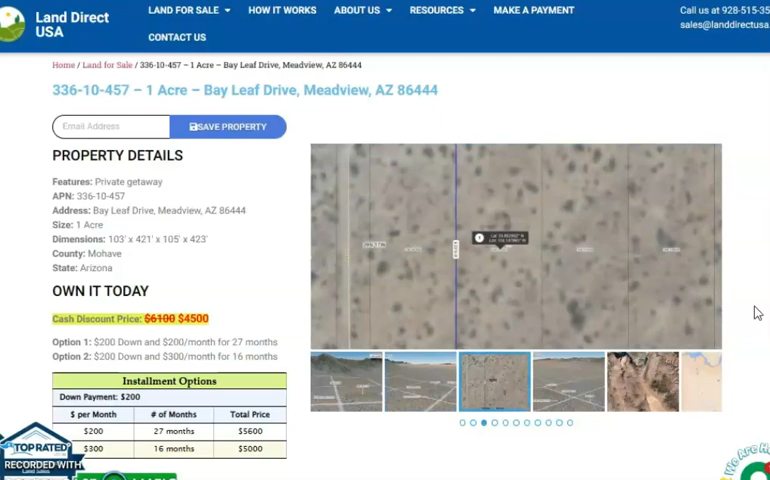 Land Direct
USA
LAND FOR SALE
HOW IT WORKS
ABOUT US
RESOURCES
MAKE A PAYMENT
CONTACT US
Call us at 928-515-35
sales@landdirectusa
Home / Land for Sale / 336-10-457 – 1 Acre – Bay Leaf Drive, Meadview, AZ 86444
336-10-457 – 1 Acre – Bay Leaf Drive, Meadview, AZ 86444
Email Address
SAVE PROPERTY
PROPERTY DETAILS
Features: Private getaway
APN: 336-10-457
Address: Bay Leaf Drive, Meadview, AZ 86444
Size: 1 Acre
Dimensions: 103' x 421' x 105' x 423'
County: Mohave
State: Arizona
OWN IT TODAY
Cash Discount Price: $6100 $4500
Option 1: $200 Down and $200/month for 27 months
Option 2: $200 Down and $300/month for 16 months
Installment Options
Down Payment: $200
$ per Month # of Months Total Price
$200 27 months $5600
$300 16 months $5000
TOP RATED
RECORDED WITH
We Are H